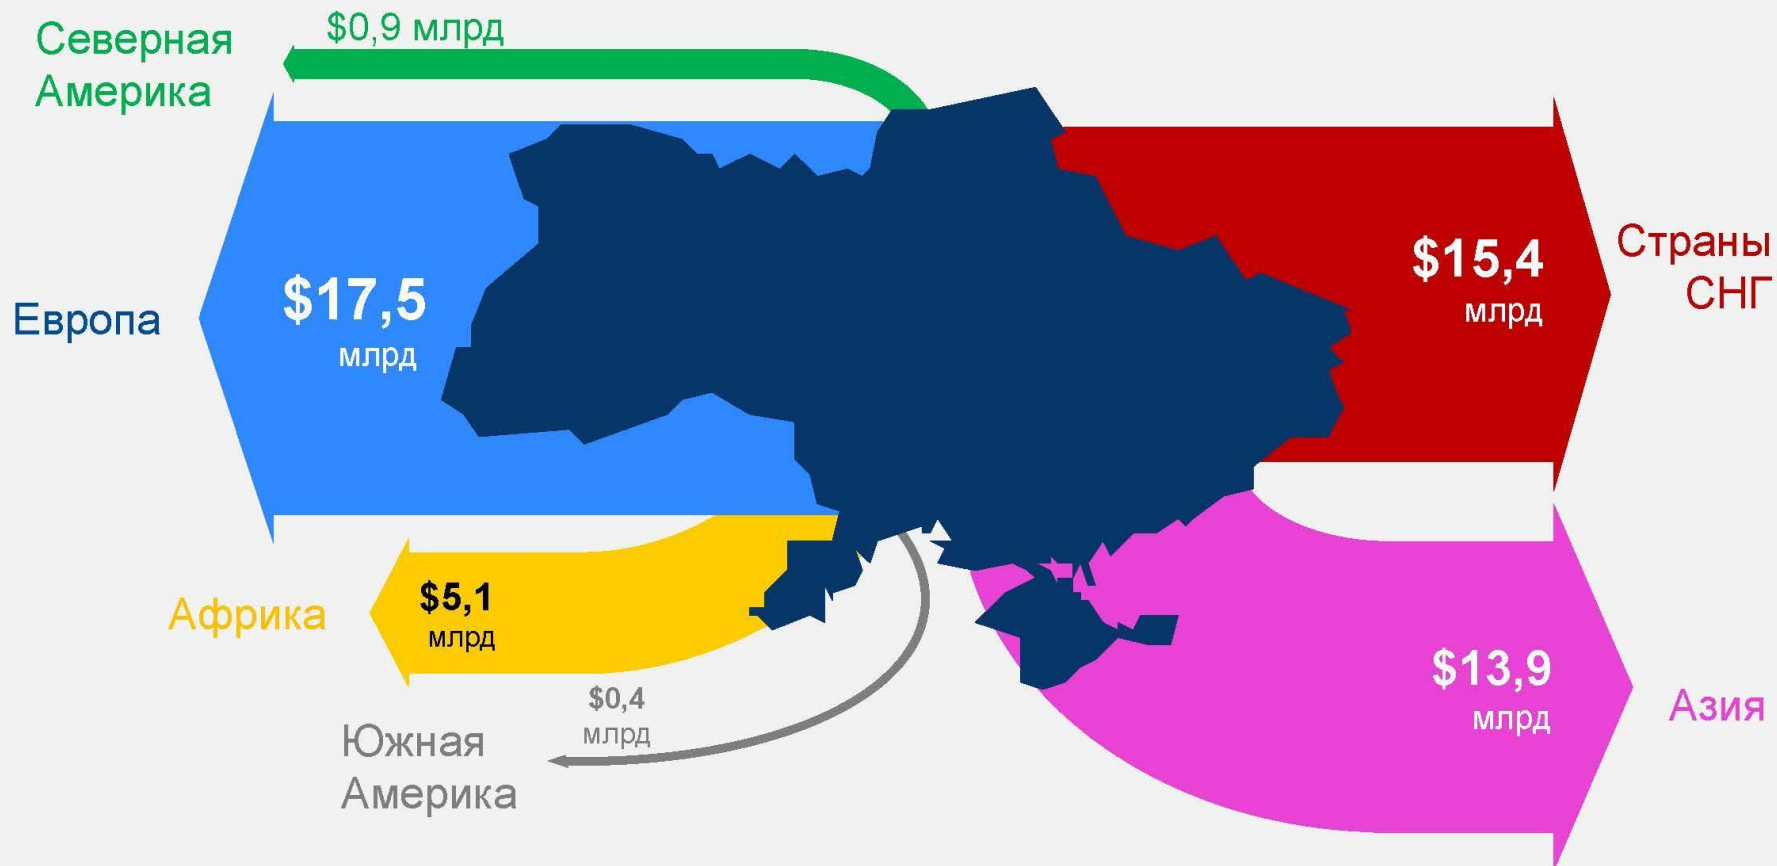 Северная
Америка
$0,9 млрд
Европа
$17,5
млрд
$15,4
млрд
Страны
СНГ
Африка
$5,1
млрд
$0,4
млрд
Южная
Америка
$13,9
млрд
Азия